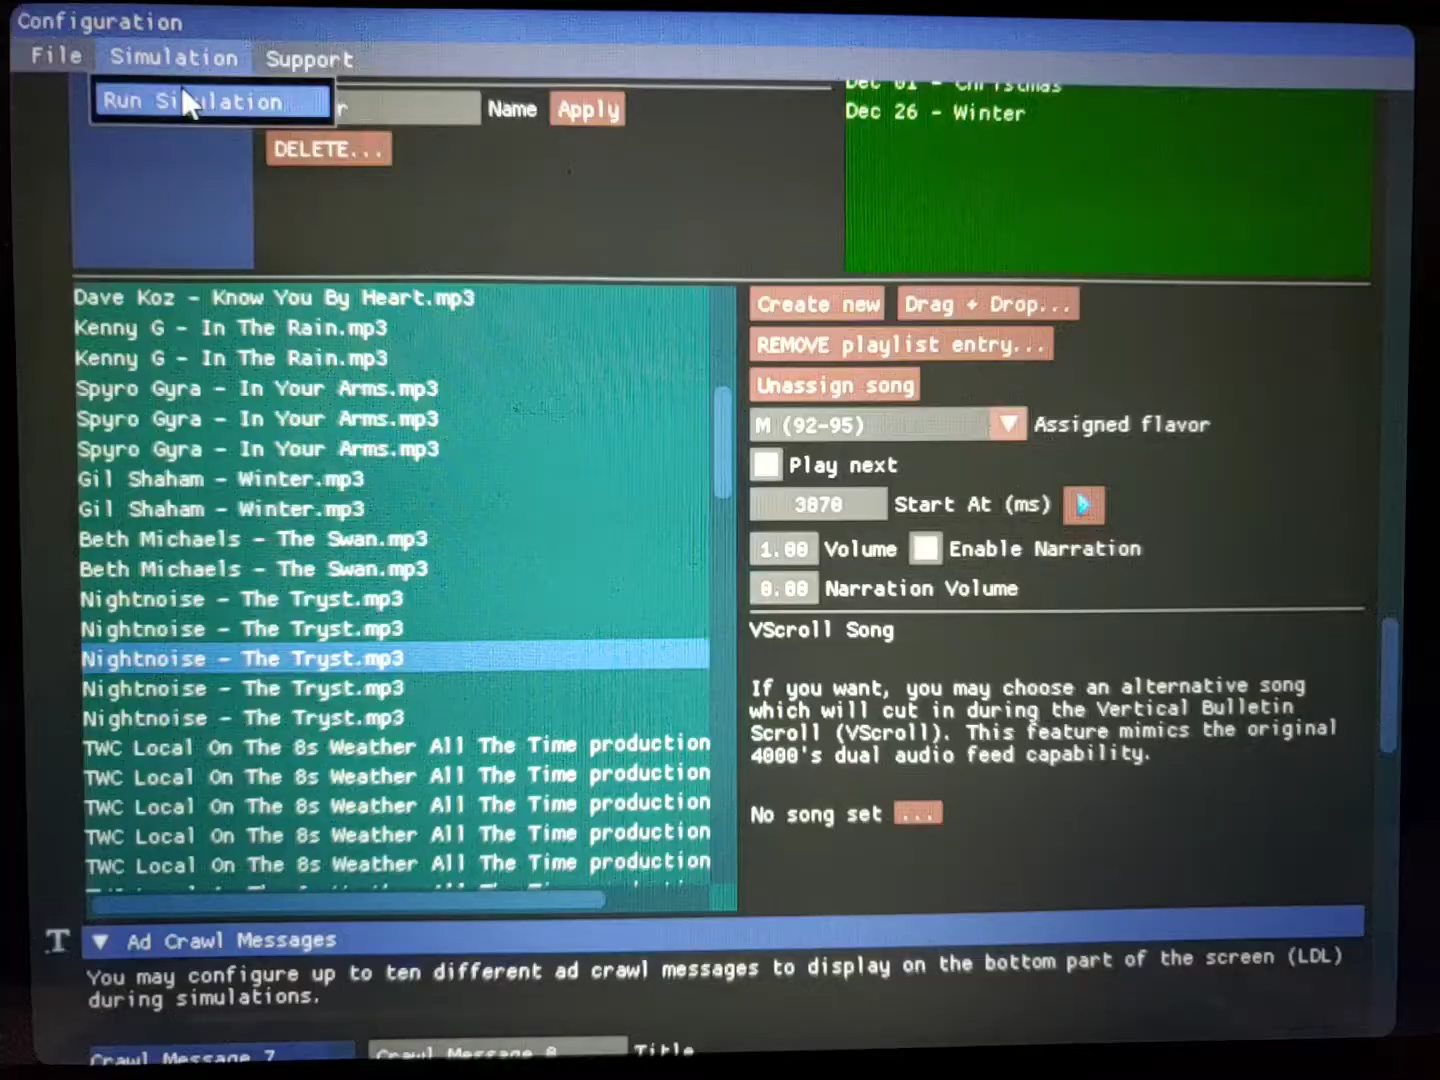 Configuration
File Simulation Support
Run Simulation
r Name Apply
DELETE...
Dec 01 - Christmas
Dec 26 - Winter
Dave Koz - Know You By Heart.mp3
Kenny G - In The Rain.mp3
Kenny G - In The Rain.mp3
Spyro Gyra - In Your Arms.mp3
Spyro Gyra - In Your Arms.mp3
Spyro Gyra - In Your Arms.mp3
Gil Shaham - Winter.mp3
Gil Shaham - Winter.mp3
Beth Michaels - The Swan.mp3
Beth Michaels - The Swan.mp3
Nightnoise - The Tryst.mp3
Nightnoise - The Tryst.mp3
Nightnoise - The Tryst.mp3
Nightnoise - The Tryst.mp3
Nightnoise - The Tryst.mp3
TWC Local On The 8s Weather All The Time production
TWC Local On The 8s Weather All The Time production
TWC Local On The 8s Weather All The Time production
TWC Local On The 8s Weather All The Time production
TWC Local On The 8s Weather All The Time production
Create new Drag + Drop...
REMOVE playlist entry...
Unassign song
M (92-95) Assigned flavor
Play next
3870 Start At (ms)
1.00 Volume Enable Narration
0.00 Narration Volume
VScroll Song
If you want, you may choose an alternative song
which will cut in during the Vertical Bulletin
Scroll (VScroll). This feature mimics the original
4000's dual audio feed capability.
No song set ...
T
Ad Crawl Messages
You may configure up to ten different ad crawl messages to display on the bottom part of the screen (LDL)
during simulations.
Crawl Message 7 Crawl Message 8 Title